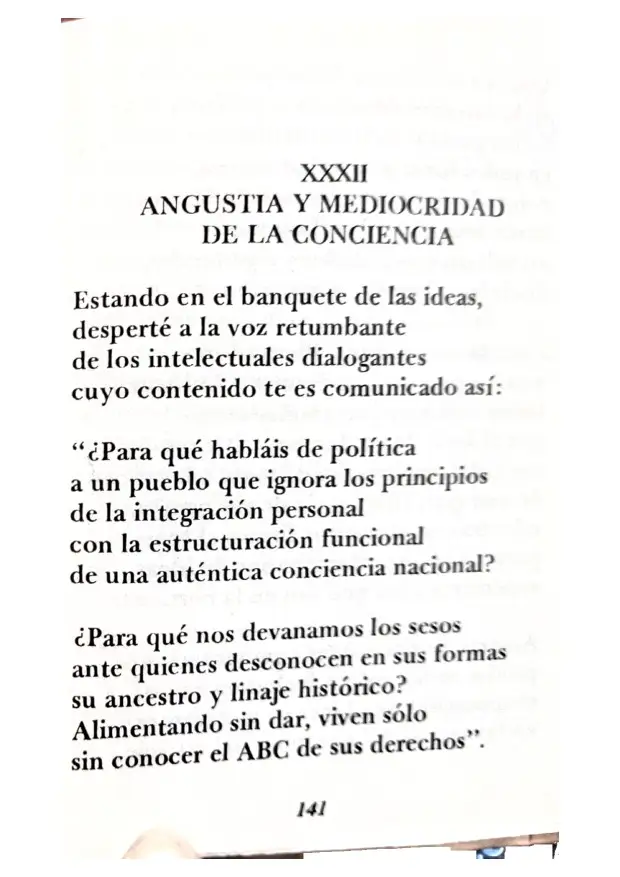 XXXII
ANGUSTIA Y MEDIOCRIDAD
DE LA CONCIENCIA
Estando en el banquete de las ideas,
desperté a la voz retumbante
de los intelectuales dialogantes
cuyo contenido te es comunicado así:
“¿Para qué habláis de política
a un pueblo que ignora los principios
de la integración personal
con la estructuración funcional
de una auténtica conciencia nacional?
¿Para qué nos devanamos los sesos
ante quienes desconocen en sus formas
su ancestro y linaje histórico?
Alimentando sin dar, viven sólo
sin conocer el ABC de sus derechos”.
141